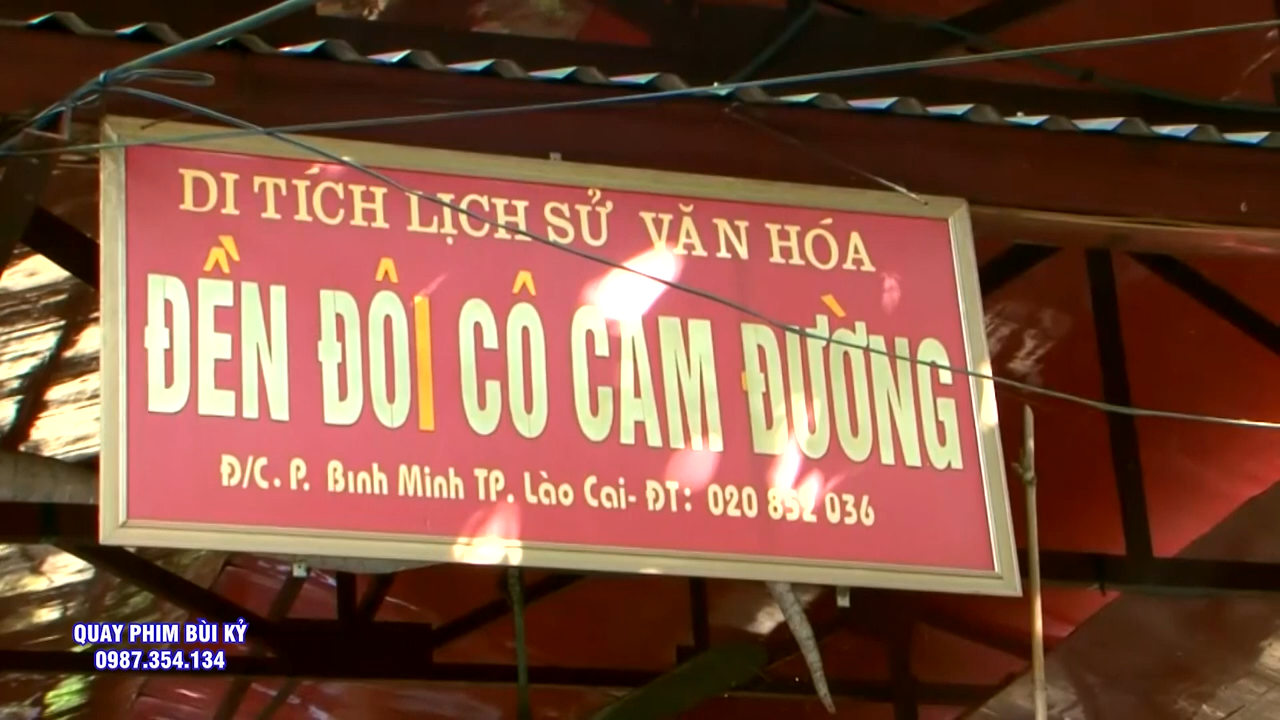 DI TÍCH LỊCH SỬ VĂN HÓA
ĐỀN ĐÔI CÔ CAM ĐƯỜNG
Đ/C. P. Bình Minh TP. Lào Cai- ĐT: 020 852 036
QUAY PHIM BÙI KỶ
0987.354.134